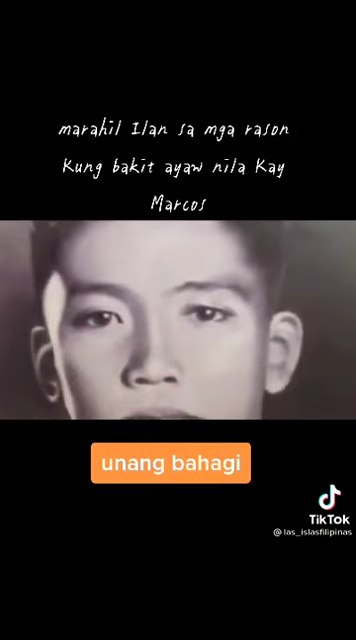 marahil Ilan sa mga rason
Kung bakit ayaw nila Kay
Marcos
unang bahagi
TikTok
@las_islasfilipinas